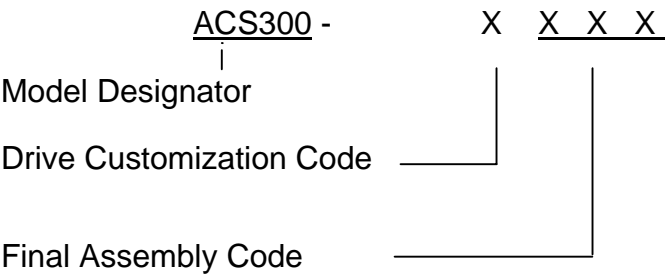 ACS300 - X X X X
Model Designator
Drive Customization Code
Final Assembly Code